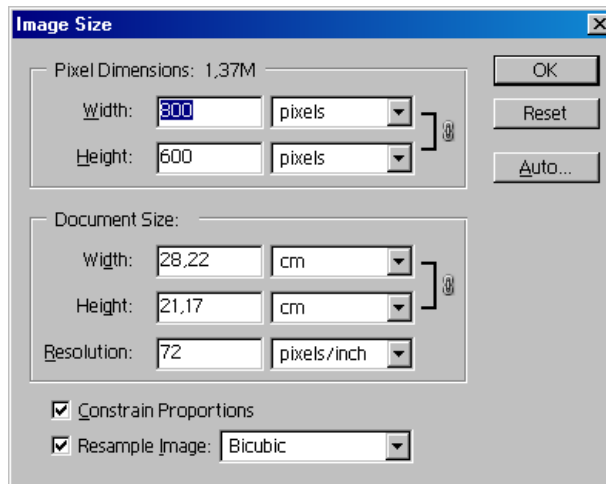 Image Size
Pixel Dimensions: 1,37M
OK
Width: 800 pixels
Reset
Height: 600 pixels
Auto...
Document Size:
Width: 28,22 cm
Height: 21,17 cm
Resolution: 72 pixels/inch
Constrain Proportions
Resample Image: Bicubic